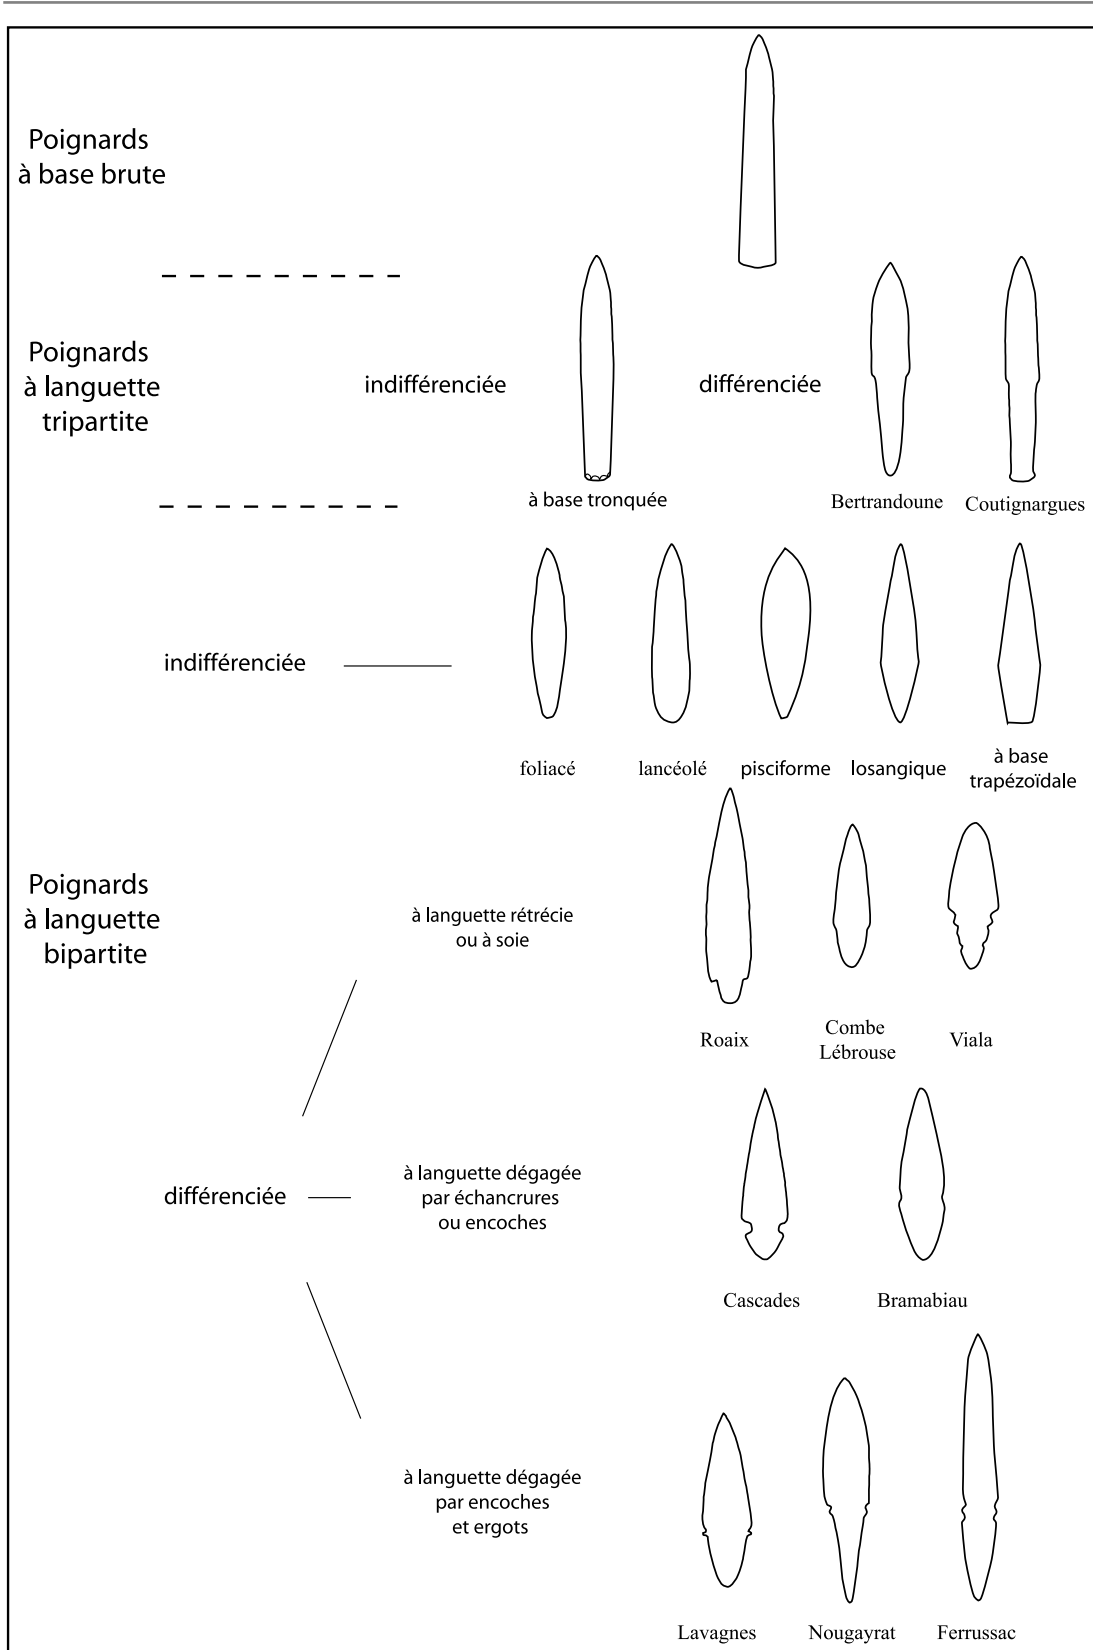 Poignards
à base brute
Poignards
à languette
tripartite
indifférenciée
différenciée
à base tronquée
Bertrandoune
Coutignargues
indifférenciée
foliacé
lancéolé
pisciforme
losangique
à base
trapézoïdale
Poignards
à languette
bipartite
à languette rétrécie
ou à soie
Roaix
Combe
Lébrouse
Viala
différenciée
à languette dégagée
par échancrures
ou encoches
Cascades
Bramabiau
à languette dégagée
par encoches
et ergots
Lavagnes
Nougayrat
Ferrussac